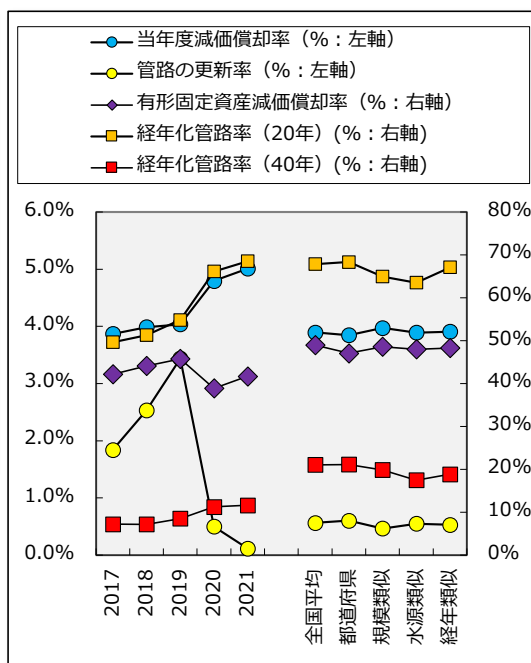 当年度減価償却率（%：左軸）
管路の更新率（%：左軸）
有形固定資産減価償却率（%：右軸）
経年化管路率（20年）(%：右軸)
経年化管路率（40年）(%：右軸)
6.0%
5.0%
4.0%
3.0%
2.0%
1.0%
0.0%
80%
70%
60%
50%
40%
30%
20%
10%
0%
2017
2018
2019
2020
2021
全国平均
都道府県
規模類似
水源類似
経年類似